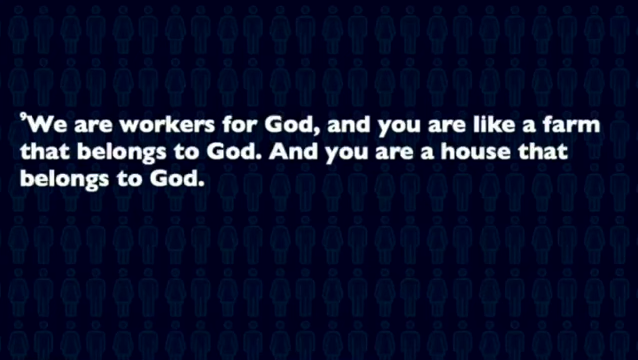 ⁹We are workers for God, and you are like a farm
that belongs to God. And you are a house that
belongs to God.